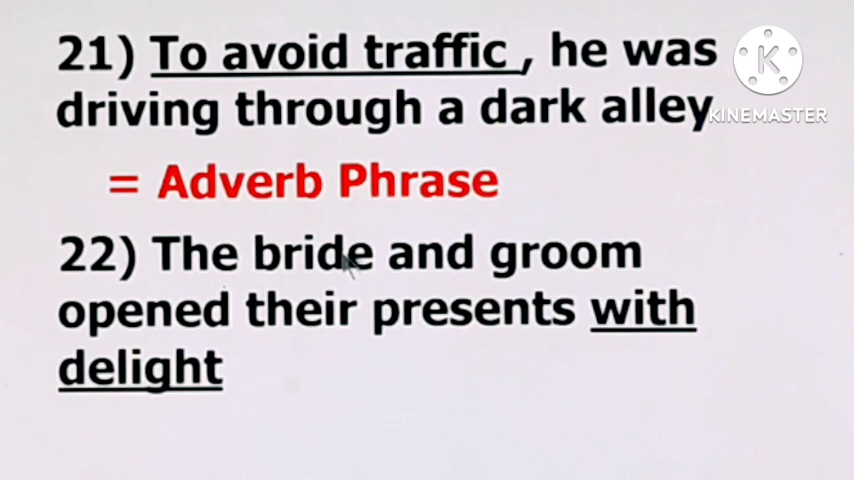 21) To avoid traffic , he was
driving through a dark alley
= Adverb Phrase
22) The bride and groom
opened their presents with
delight
K
KINEMASTER